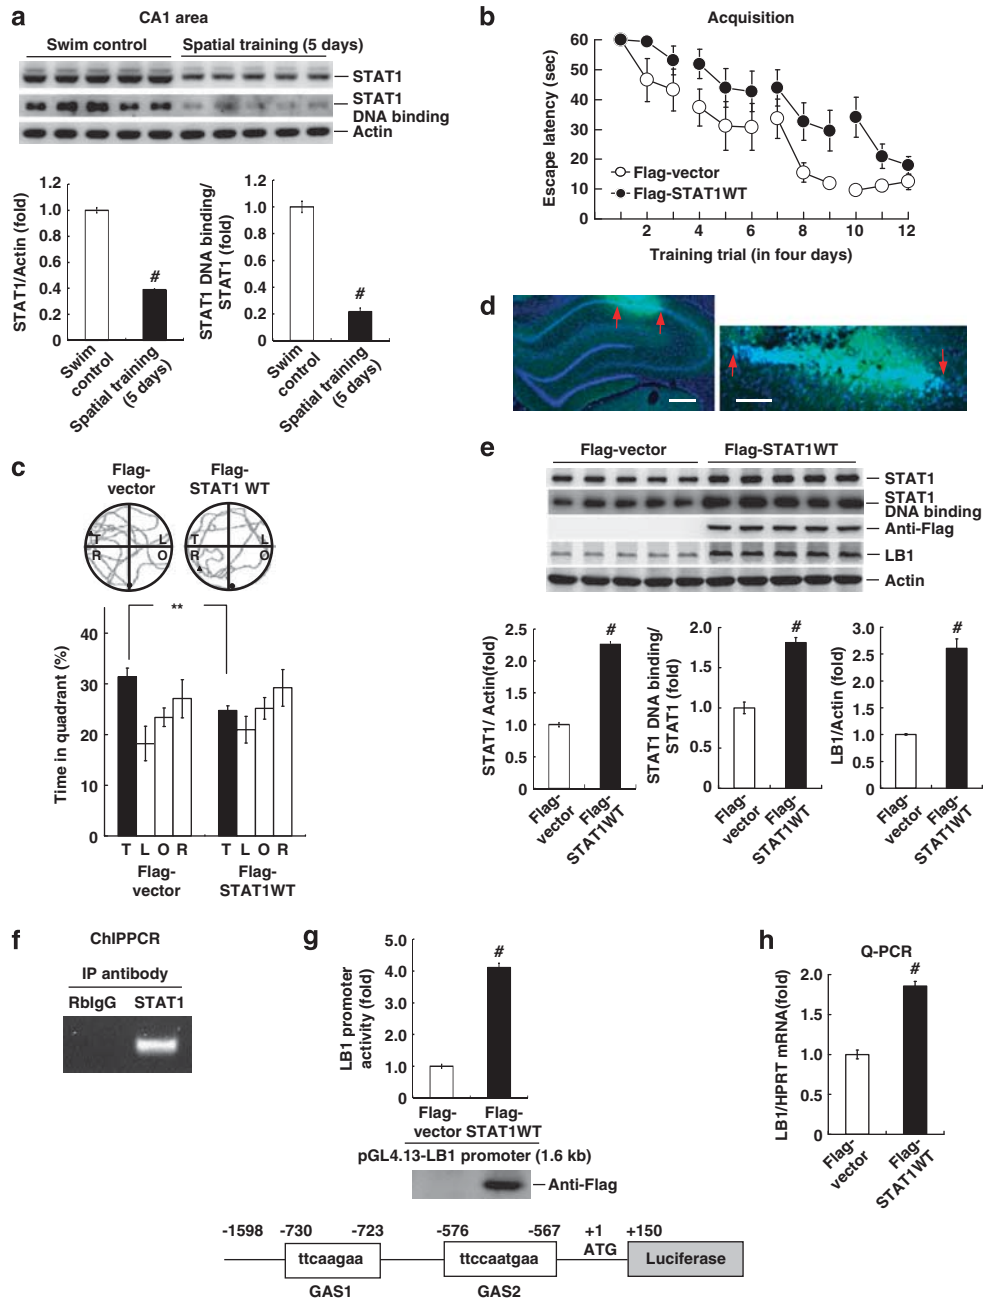 a
CA1 area
Swim control
Spatial training (5 days)
STAT1
STAT1
DNA binding
Actin
STAT1/Actin (fold)
1.2
1.0
0.8
0.6
0.4
0.2
0
#
Swim
control
Spatial training
(5 days)
STAT1 DNA binding/
STAT1 (fold)
1.2
1.0
0.8
0.6
0.4
0.2
0
#
Swim
control
Spatial training
(5 days)
b
Acquisition
Escape latency (sec)
60
50
40
30
20
10
0
Flag-vector
Flag-STAT1WT
2 4 6 8 10 12
Training trial (in four days)
c
Flag-
vector
Flag-
STAT1 WT
T L
R O
T L
R O
**
Time in quadrant (%)
40
30
20
10
0
T L O R T L O R
Flag-
vector
Flag-
STAT1WT
d
e
Flag-vector
Flag-STAT1WT
STAT1
STAT1
DNA binding
Anti-Flag
LB1
Actin
STAT1/ Actin(fold)
2.5
2.0
1.5
1.0
0.5
0
#
Flag-
vector
Flag-
STAT1WT
STAT1 DNA binding/
STAT1 (fold)
2.0
1.5
1.0
0.5
0.0
#
Flag-
vector
Flag-
STAT1WT
LB1/Actin(fold)
3.0
2.5
2.0
1.5
1.0
0.5
0
#
Flag-
vector
Flag-
STAT1WT
f
ChIPPCR
IP antibody
RbIgG STAT1
g
LB1 promoter
activity (fold)
5.0
4.0
3.0
2.0
1.0
0
#
Flag-
vector
Flag-
STAT1WT
pGL4.13-LB1 promoter (1.6 kb)
Anti-Flag
-1598 -730 -723 -576 -567 +1 +150
ATG
ttcaagaa
ttccaatgaa
Luciferase
GAS1
GAS2
h
Q-PCR
LB1/HPRT mRNA(fold)
2.0
1.5
1.0
0.5
0
#
Flag-
vector
Flag-
STAT1WT